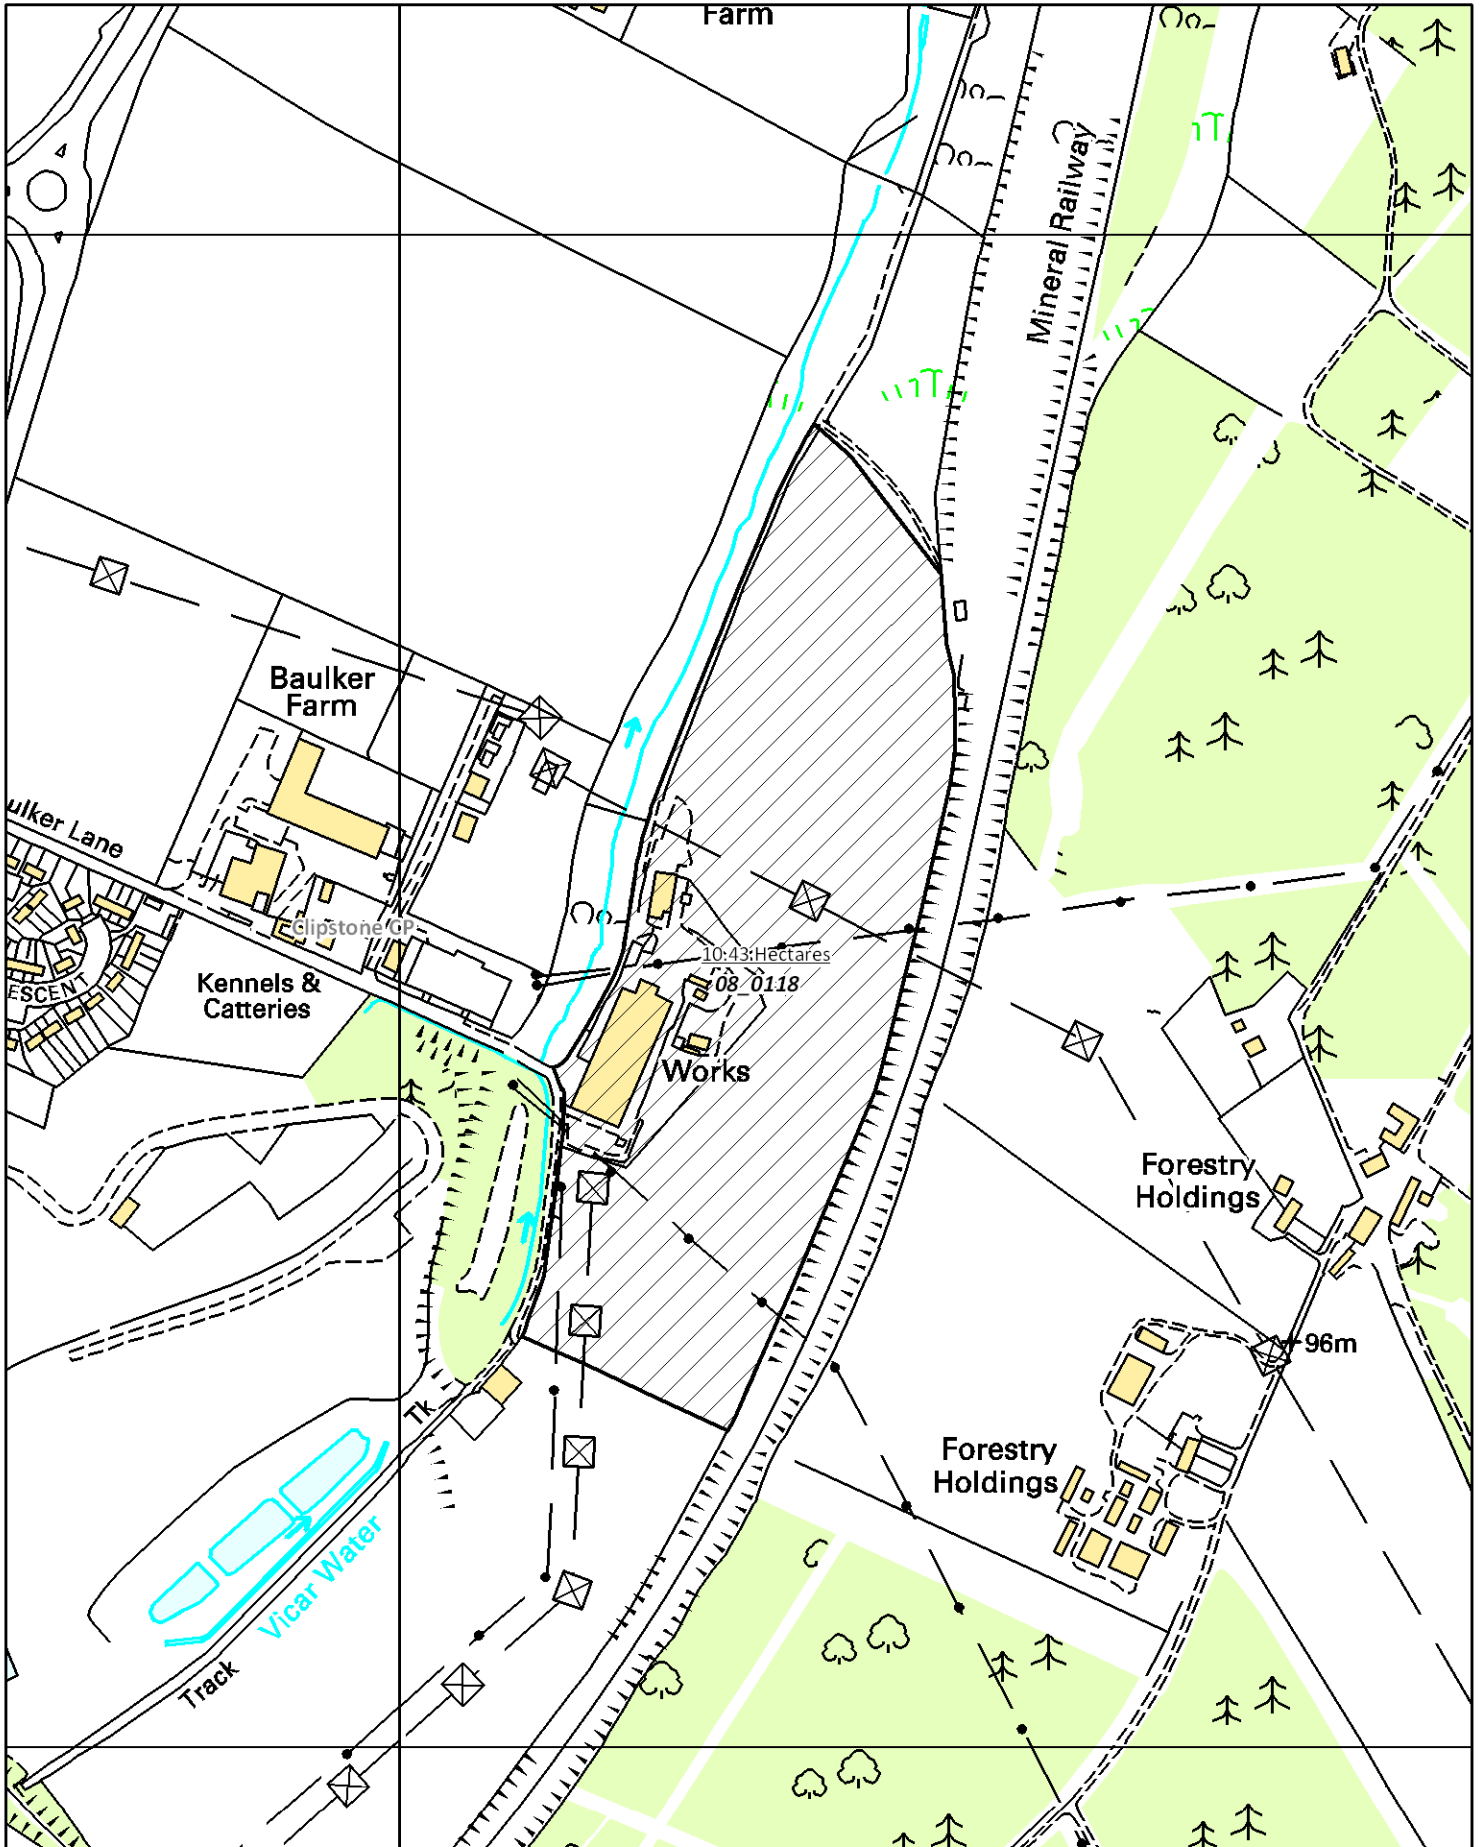 Farm
Mineral Railway
Baulker
Farm
ulker Lane
Clipstone CP
ESCENT
Kennels &
Catteries
10:43:Hectares
08_0118
Works
Forestry
Holdings
96m
Tk
Forestry
Holdings
Vicar Water
Track